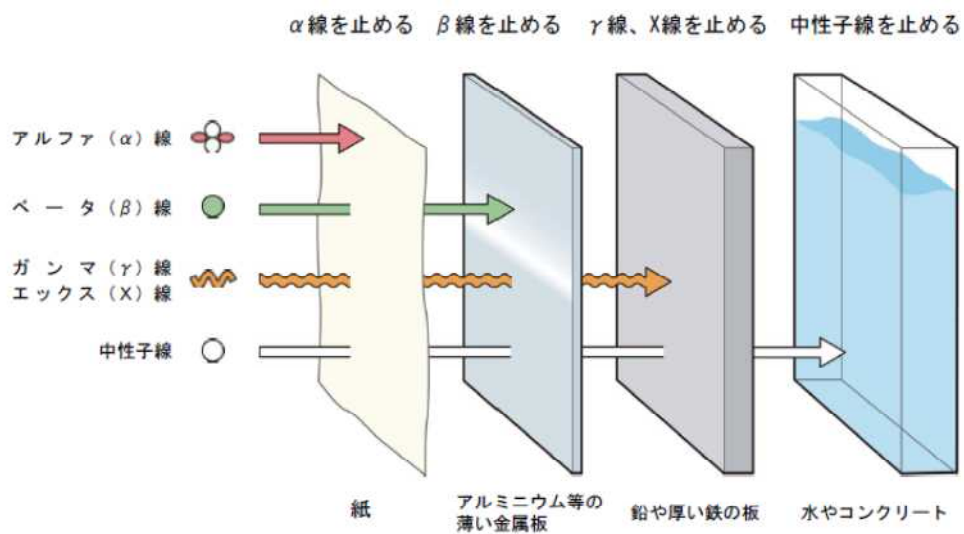 α線を止める
β線を止める
γ線、X線を止める
中性子線を止める
アルファ(α)線
ベータ(β)線
ガンマ(γ)線
エックス(X)線
中性子線
紙
アルミニウム等の
薄い金属板
鉛や厚い鉄の板
水やコンクリート